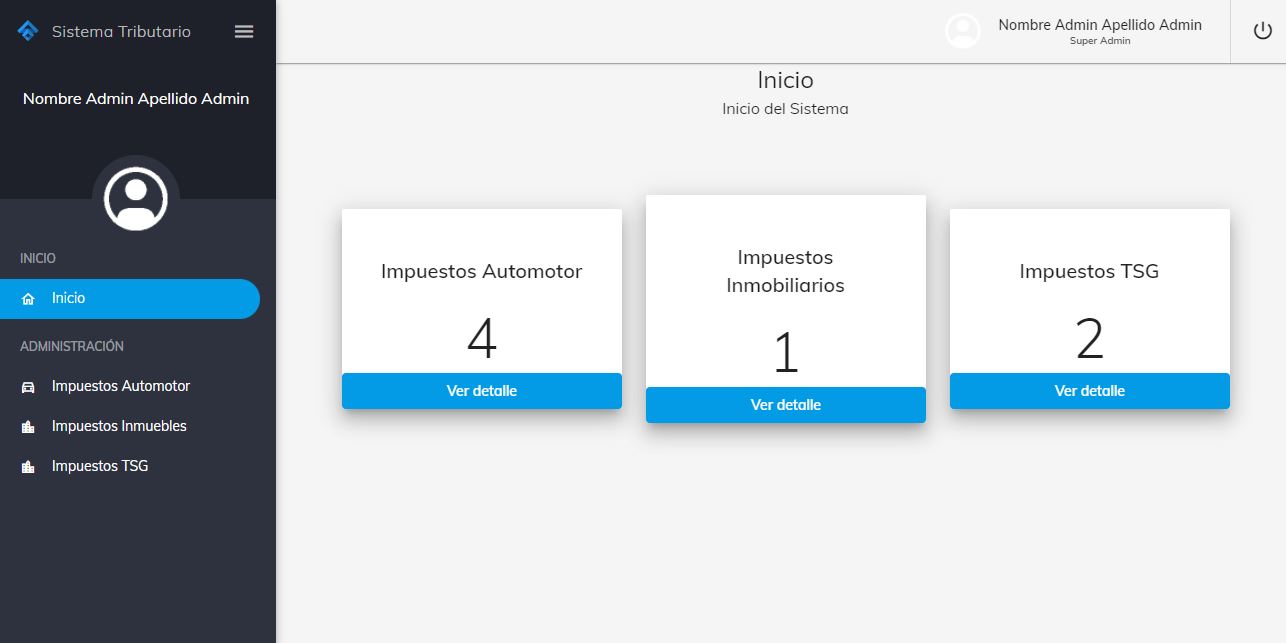 Sistema Tributario
Nombre Admin Apellido Admin
INICIO
Inicio
ADMINISTRACIÓN
Impuestos Automotor
Impuestos Inmuebles
Impuestos TSG
Nombre Admin Apellido Admin
Super Admin
Inicio
Inicio del Sistema
Impuestos Automotor
4
Ver detalle
Impuestos
Inmobiliarios
1
Ver detalle
Impuestos TSG
2
Ver detalle